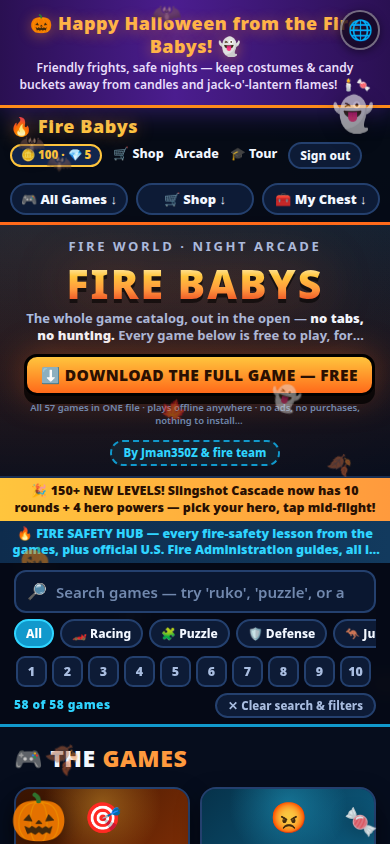 🎃 Happy Halloween from the Fire
Babys! 👻
Friendly frights, safe nights — keep costumes & candy
buckets away from candles and jack-o'-lantern flames! 🕯️🍬
🔥 Fire Babys
🪙 100 · 💎 5
🛒 Shop
Arcade
🎓 Tour
Sign out
🎮 All Games ↓
🛒 Shop ↓
🧰 My Chest ↓
FIRE WORLD · NIGHT ARCADE
FIRE BABYS
The whole game catalog, out in the open — no tabs,
no hunting. Every game below is free to play, for...
⬇️ DOWNLOAD THE FULL GAME — FREE
All 57 games in ONE file · plays offline anywhere · no ads, no purchases,
nothing to install...
By Jman350Z & fire team
🎉 150+ NEW LEVELS! Slingshot Cascade now has 10
rounds + 4 hero powers — pick your hero, tap mid-flight!
🔥 FIRE SAFETY HUB — every fire-safety lesson from the
games, plus official U.S. Fire Administration guides, all i...
🔎 Search games — try 'ruko', 'puzzle', or a
All
🏎️ Racing
🧩 Puzzle
🛡️ Defense
🦘 Ju
1
2
3
4
5
6
7
8
9
10
58 of 58 games
✕ Clear search & filters
🎮 THE GAMES